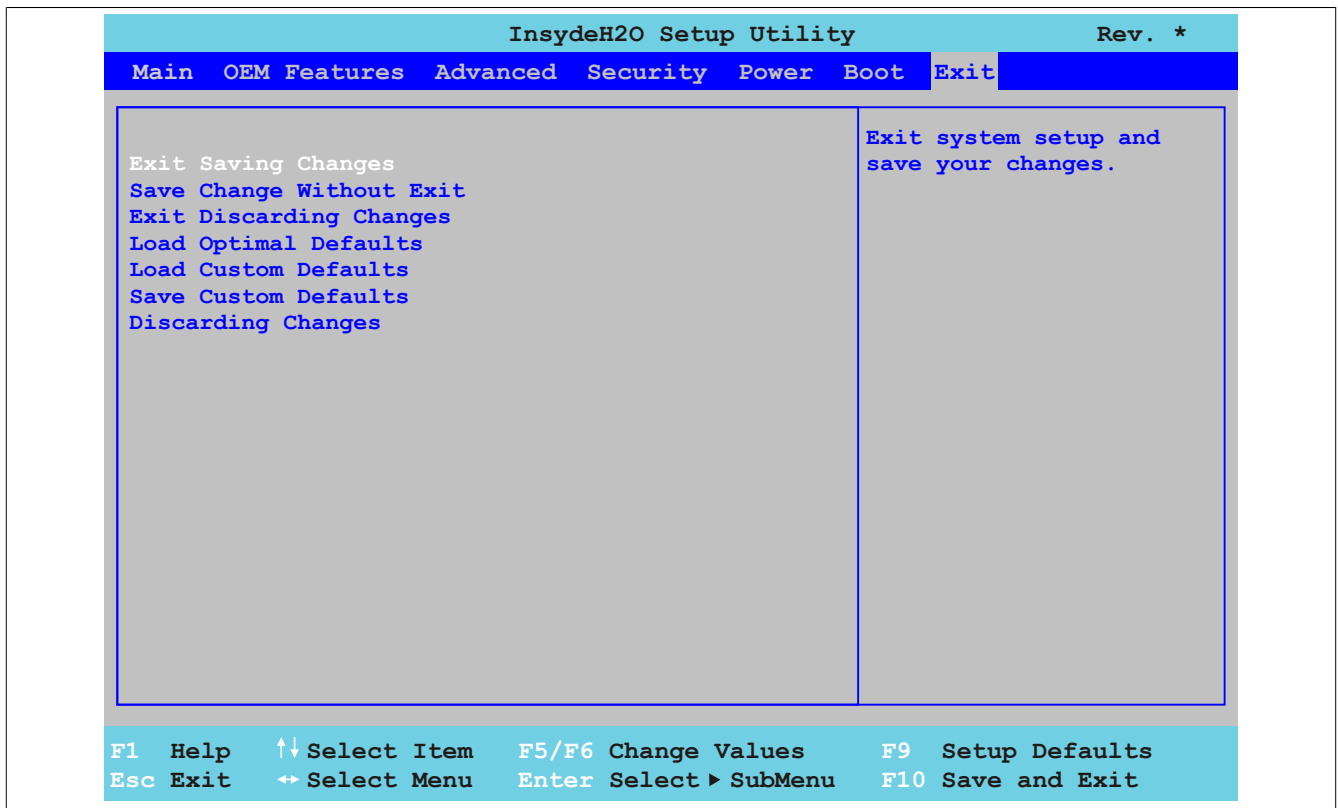 InsydeH2O Setup Utility Rev. *
Main OEM Features Advanced Security Power Boot Exit
Exit Saving Changes
Save Change Without Exit
Exit Discarding Changes
Load Optimal Defaults
Load Custom Defaults
Save Custom Defaults
Discarding Changes
Exit system setup and
save your changes.
F1 Help ↑↓ Select Item F5/F6 Change Values F9 Setup Defaults
Esc Exit ↔ Select Menu Enter Select ▶ SubMenu F10 Save and Exit